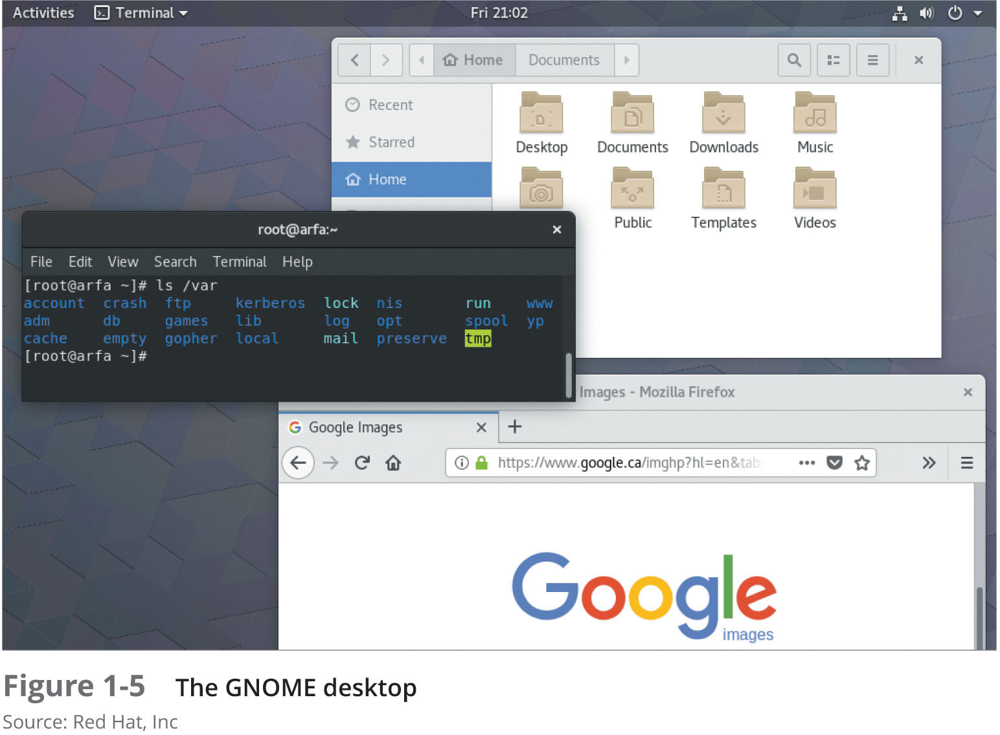 Activities Terminal Fri 21:02
Home Documents
Recent
Starred
Home
Desktop Documents Downloads Music
Public Templates Videos
root@arfa:~
File Edit View Search Terminal Help
[root@arfa ~]# ls /var
account crash ftp kerberos lock nis run www
adm db games lib log opt spool yp
cache empty gopher local mail preserve tmp
[root@arfa ~]#
Images - Mozilla Firefox
Google Images
https://www.google.ca/imghp?hl=en&tab
Google
images
Figure 1-5 The GNOME desktop
Source: Red Hat, Inc